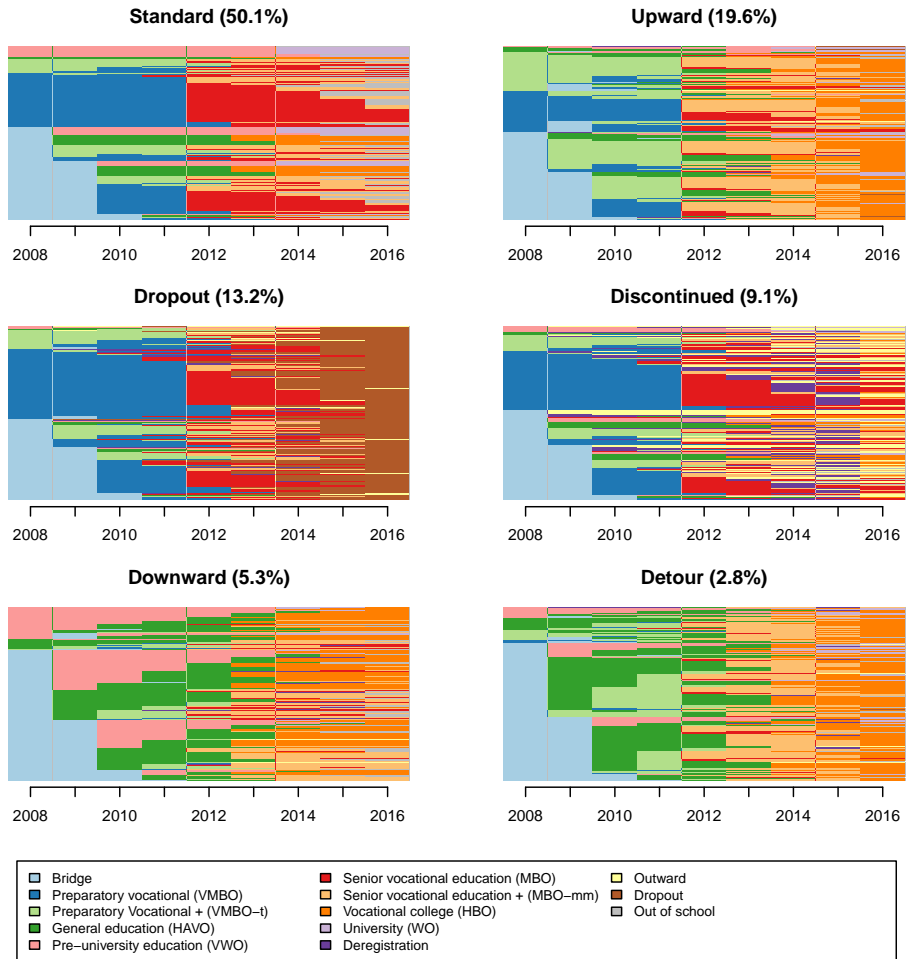 Standard (50.1%)
Upward (19.6%)
2008 2010 2012 2014 2016
2008 2010 2012 2014 2016
Dropout (13.2%)
Discontinued (9.1%)
2008 2010 2012 2014 2016
2008 2010 2012 2014 2016
Downward (5.3%)
Detour (2.8%)
2008 2010 2012 2014 2016
2008 2010 2012 2014 2016
Bridge
Preparatory vocational (VMBO)
Preparatory Vocational + (VMBO−t)
General education (HAVO)
Pre−university education (VWO)
Senior vocational education (MBO)
Senior vocational education + (MBO−mm)
Vocational college (HBO)
University (WO)
Deregistration
Outward
Dropout
Out of school